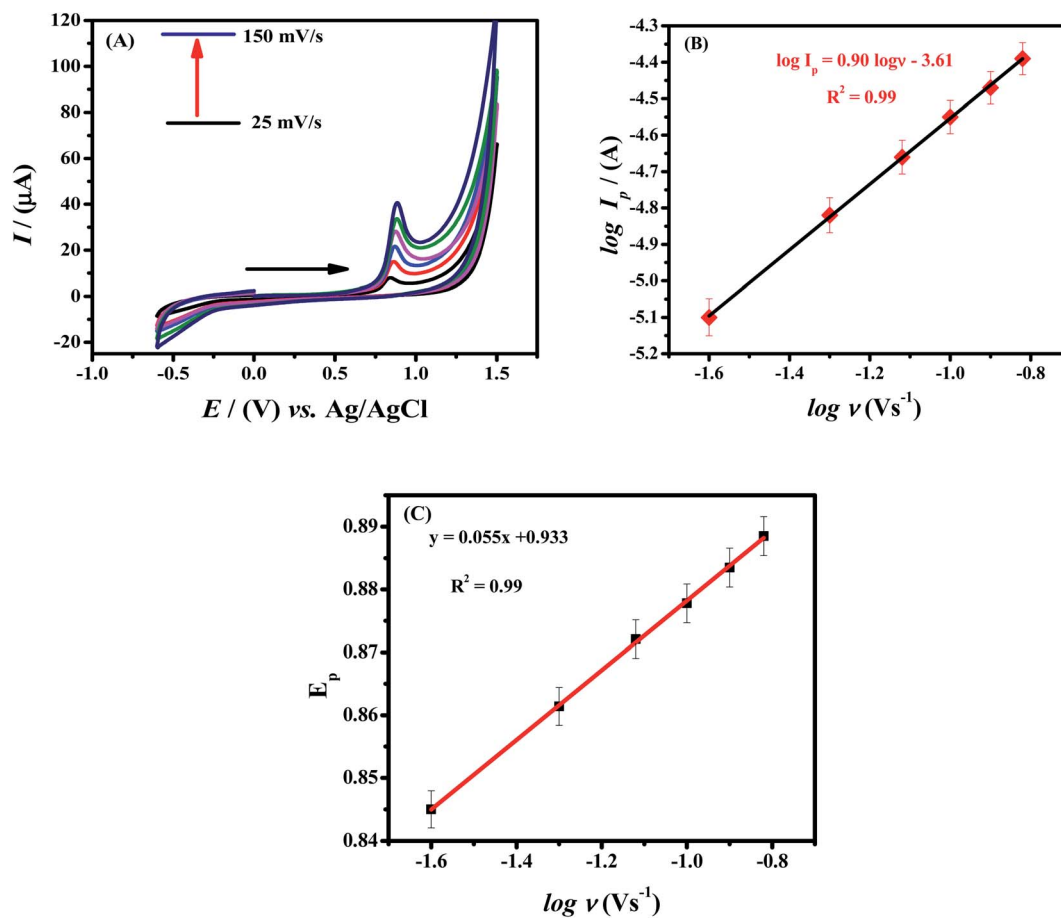 (A)
150 mV/s
25 mV/s
120
100
80
60
40
20
0
-20
I / (µA)
-1.0 -0.5 0.0 0.5 1.0 1.5
E / (V) vs. Ag/AgCl
(B)
log Iₚ = 0.90 logν - 3.61
R² = 0.99
-4.3
-4.4
-4.5
-4.6
-4.7
-4.8
-4.9
-5.0
-5.1
-5.2
log Iₚ / (A)
-1.6 -1.4 -1.2 -1.0 -0.8
log ν (Vs⁻¹)
(C)
y = 0.055x +0.933
R² = 0.99
0.89
0.88
0.87
0.86
0.85
0.84
Eₚ
-1.6 -1.4 -1.2 -1.0 -0.8
log ν (Vs⁻¹)